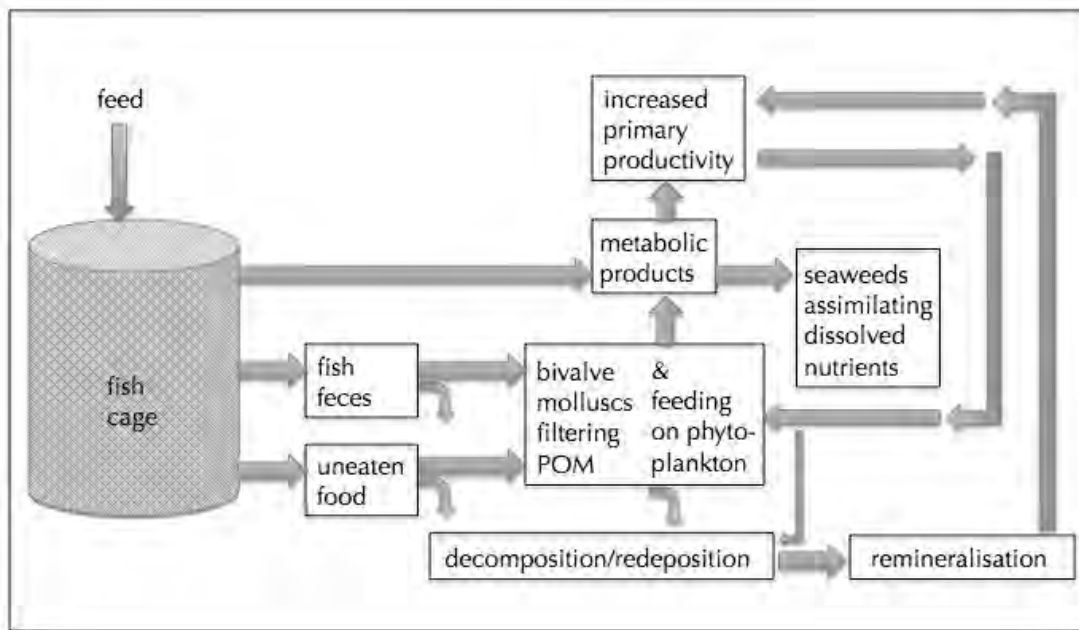 feed
increased
primary
productivity
metabolic
products
seaweeds
assimilating
dissolved
nutrients
fish
cage
fish
feces
bivalve
molluscs
filtering
POM
&
feeding
on phyto-
plankton
uneaten
food
decomposition/redeposition
remineralisation